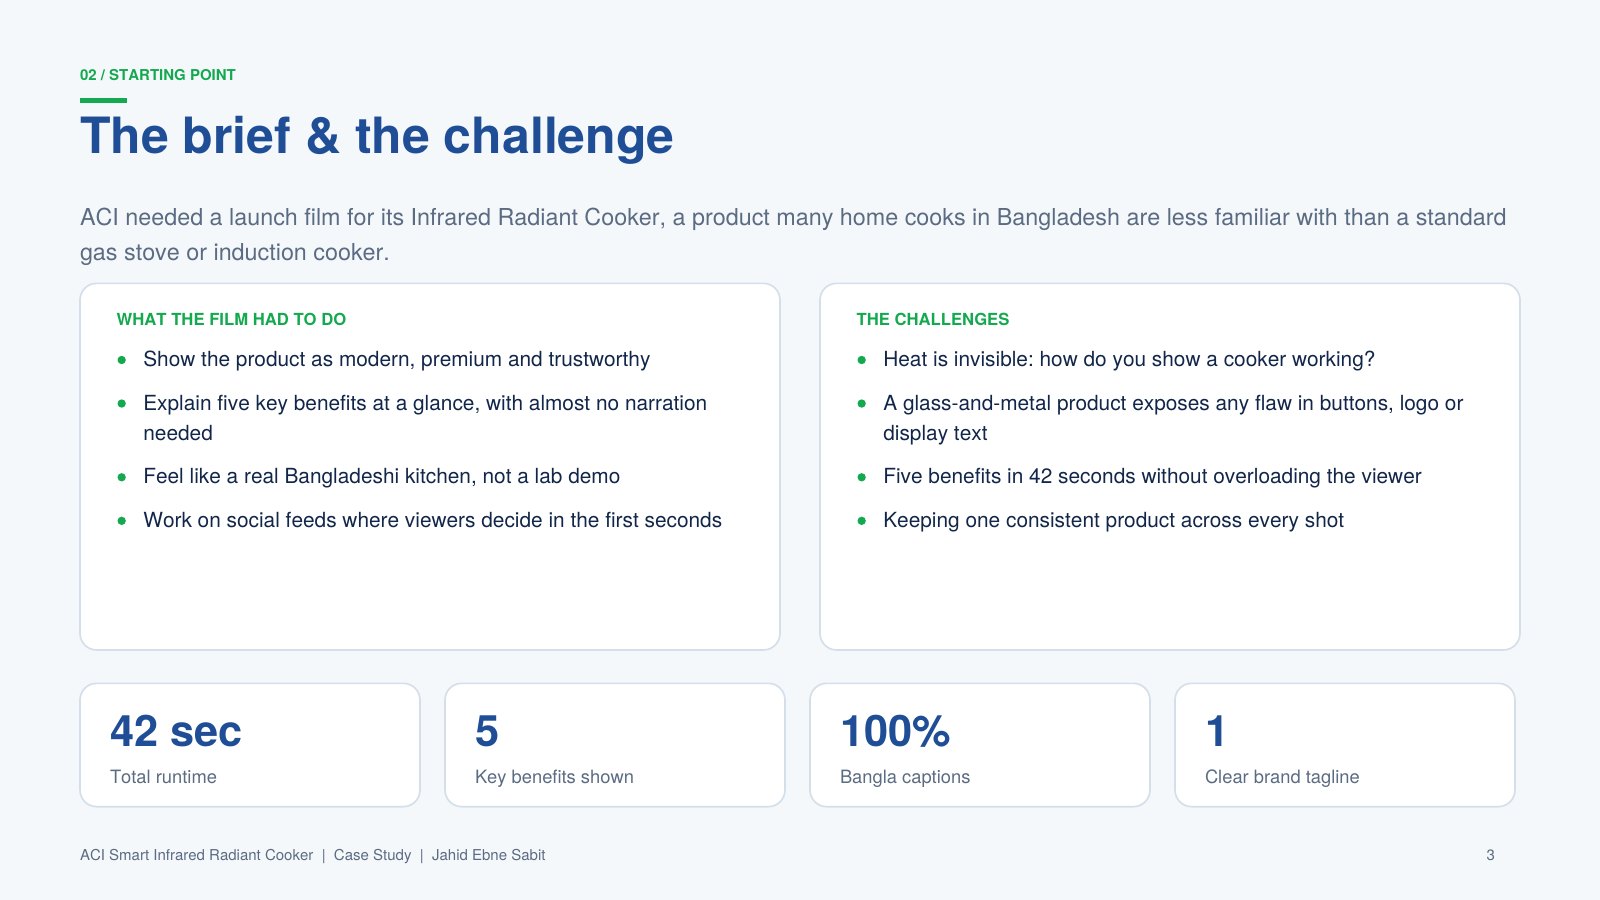 02 / STARTING POINT
The brief & the challenge
ACI needed a launch film for its Infrared Radiant Cooker, a product many home cooks in Bangladesh are less familiar with than a standard
gas stove or induction cooker.
WHAT THE FILM HAD TO DO
• Show the product as modern, premium and trustworthy
• Explain five key benefits at a glance, with almost no narration
needed
• Feel like a real Bangladeshi kitchen, not a lab demo
• Work on social feeds where viewers decide in the first seconds
THE CHALLENGES
• Heat is invisible: how do you show a cooker working?
• A glass-and-metal product exposes any flaw in buttons, logo or
display text
• Five benefits in 42 seconds without overloading the viewer
• Keeping one consistent product across every shot
42 sec
Total runtime
5
Key benefits shown
100%
Bangla captions
1
Clear brand tagline
ACI Smart Infrared Radiant Cooker | Case Study | Jahid Ebne Sabit
3